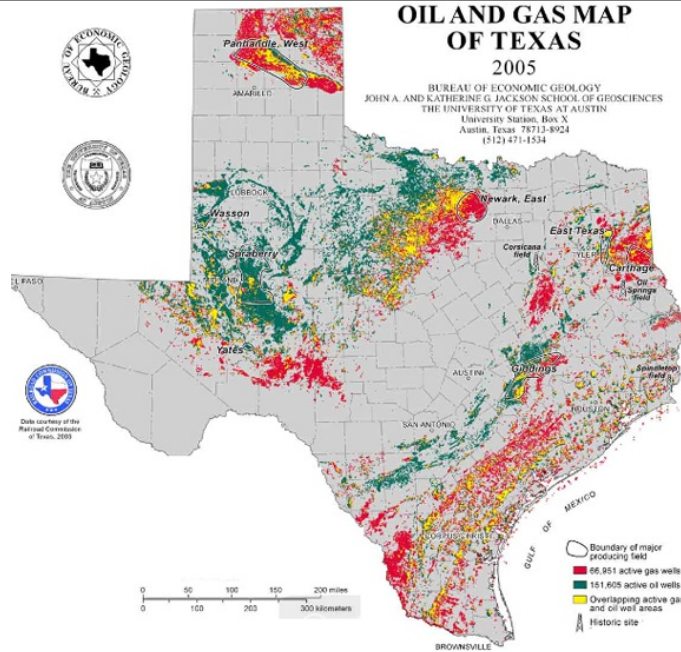 OIL AND GAS MAP
OF TEXAS
2005
BUREAU OF ECONOMIC GEOLOGY
JOHN A. AND KATHERINE G. JACKSON SCHOOL OF GEOSCIENCES
THE UNIVERSITY OF TEXAS AT AUSTIN
University Station, Box X
Austin, Texas 78713-8924
(512) 471-1534
BUREAU OF ECONOMIC GEOLOGY
Panhandle, West
AMARILLO
LUBBOCK
Wasson
Spraberry
Newark, East
DALLAS
East Texas
Corsicana
field
TYLER
Carthage
Oil
Springs
field
EL PASO
Yates
AUSTIN
Giddings
Spindletop
field
HOUSTON
SAN ANTONIO
Data courtesy of the
Railroad Commission
of Texas,
CORPUS CHRISTI
GULF OF MEXICO
Boundary of major
producing field
66,951 active gas wells
151,605 active oil wells
Overlapping active gas
and oil well areas
Historic site
0 50 100 200 miles
0 100 200 300 kilometers
BROWNSVILLE